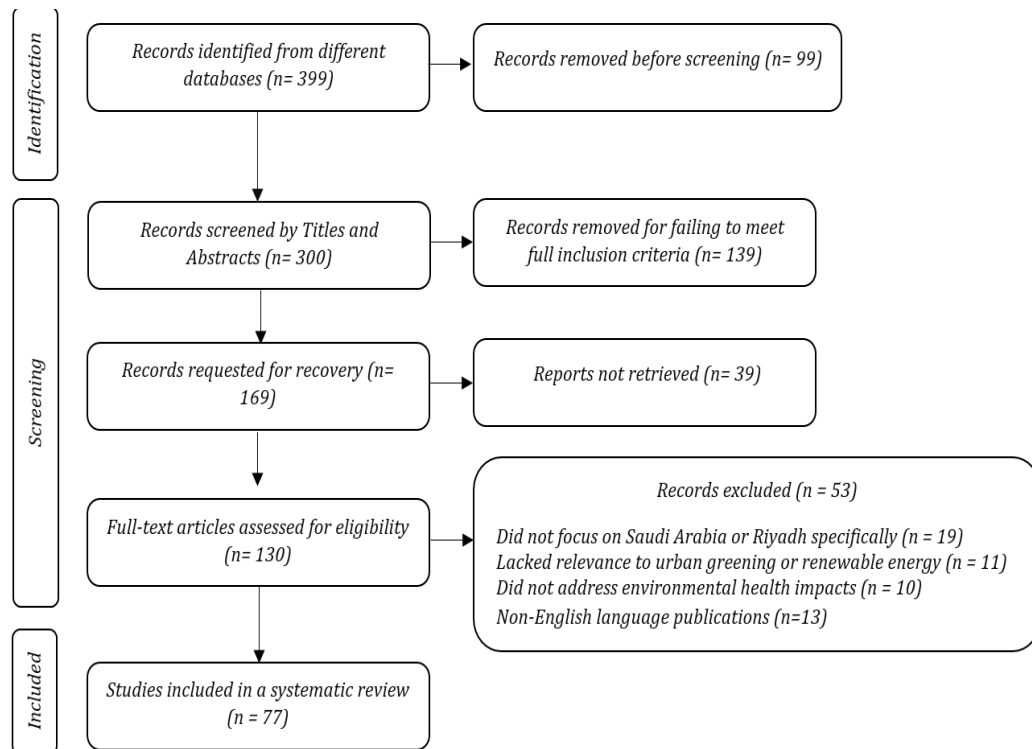 Identification
Records identified from different
databases (n= 399)
Records removed before screening (n= 99)
Screening
Records screened by Titles and
Abstracts (n= 300)
Records removed for failing to meet
full inclusion criteria (n= 139)
Records requested for recovery (n=
169)
Reports not retrieved (n= 39)
Full-text articles assessed for eligibility
(n= 130)
Records excluded (n = 53)
Did not focus on Saudi Arabia or Riyadh specifically (n = 19)
Lacked relevance to urban greening or renewable energy (n = 11)
Did not address environmental health impacts (n = 10)
Non-English language publications (n=13)
Included
Studies included in a systematic review
(n = 77)